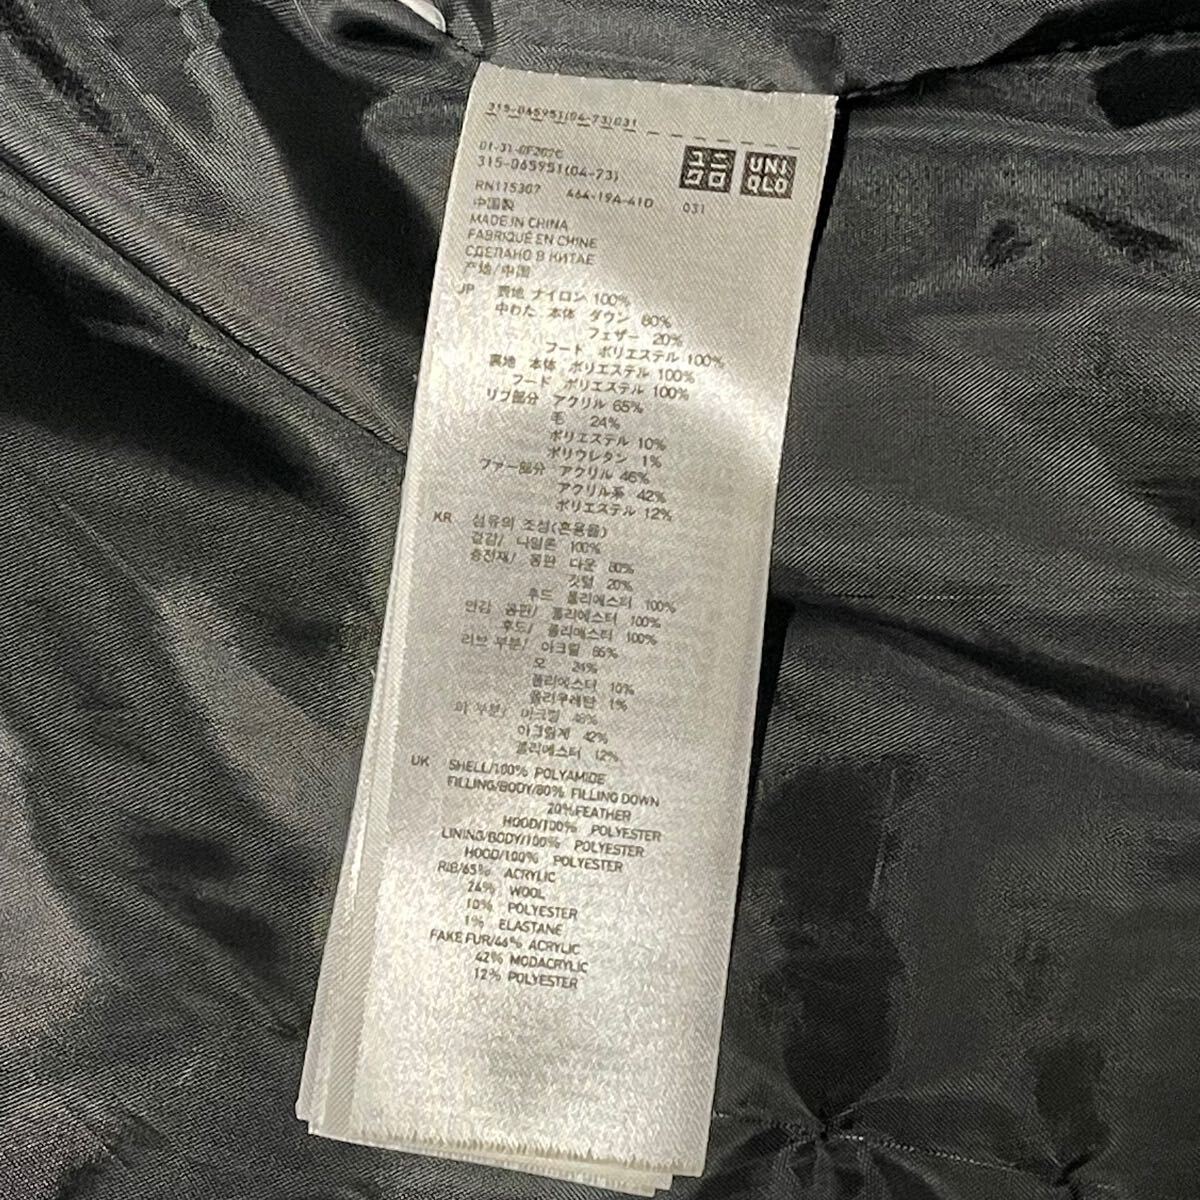 315-065951(04-73)031
315-065951(04-73)
ユニ
クロ
UNI
QLO
RN115307 464-19A-41D 031
中国製
MADE IN CHINA
FABRIQUÉ EN CHINE
СДЕЛАНО В КИТАЕ
产地/中国
JP 表地 ナイロン 100%
中わた 本体 ダウン 80%
フェザー 20%
フード ポリエステル 100%
裏地 本体 ポリエステル 100%
フード ポリエステル 100%
リブ部分 アクリル 65%
毛 24%
ポリエステル 10%
ポリウレタン 1%
ファー部分 アクリル 46%
アクリル系 42%
ポリエステル 12%
KR 섬유의 조성(혼용율)
겉감/ 나일론 100%
충전재/ 몸판 다운 80%
깃털 20%
후드 폴리에스터 100%
안감 몸판/ 폴리에스터 100%
후드/ 폴리에스터 100%
리브 부분/ 아크릴 65%
모 24%
폴리에스터 10%
폴리우레탄 1%
부분/ 아크릴 46%
아크릴계 42%
폴리에스터 12%
UK SHELL/100% POLYAMIDE
FILLING/BODY/80% FILLING DOWN
20% FEATHER
HOOD/100% POLYESTER
LINING/BODY/100% POLYESTER
HOOD/100% POLYESTER
RIB/65% ACRYLIC
24% WOOL
10% POLYESTER
1% ELASTANE
FAKE FUR/46% ACRYLIC
42% MODACRYLIC
12% POLYESTER